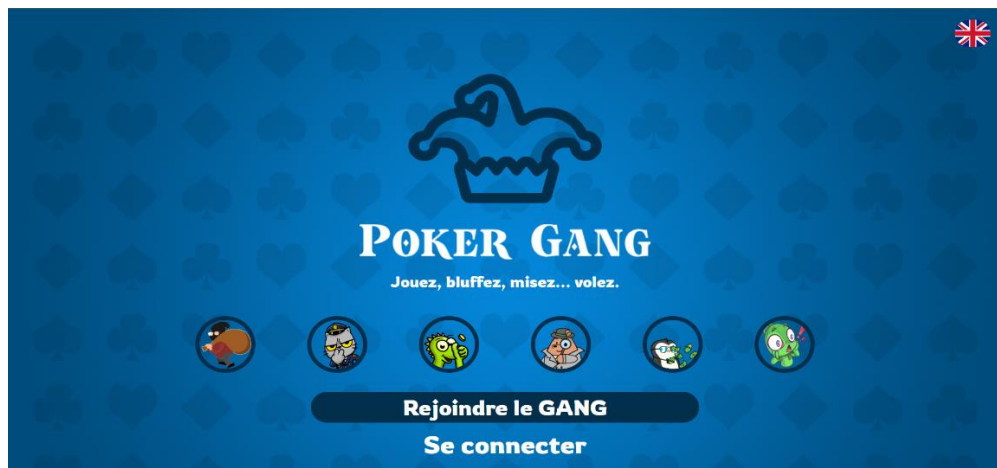 POKER GANG
Jouez, bluffez, misez... volez.
Rejoindre le GANG
Se connecter